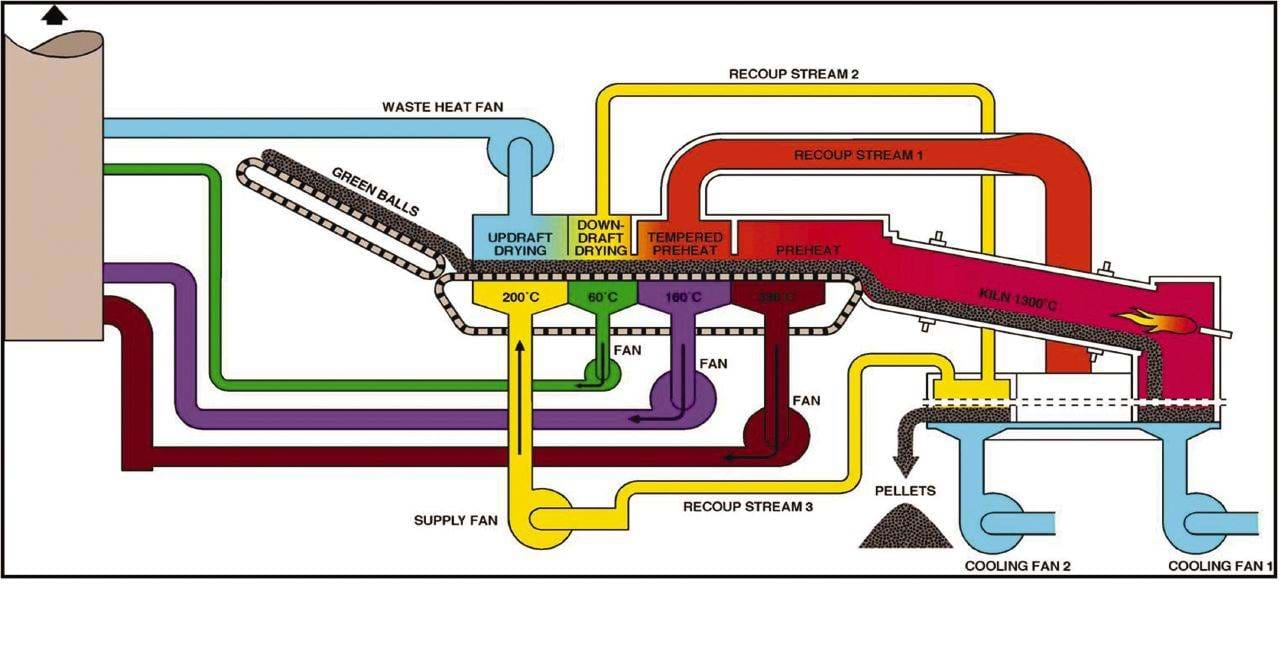 RECOUP STREAM 2
WASTE HEAT FAN
RECOUP STREAM 1
GREEN BALLS
UPDRAFT
DRYING
DOWN-
DRAFT
DRYING
TEMPERED
PREHEAT
PREHEAT
KILN 1300°C
200°C
60°C
160°C
FAN
FAN
FAN
SUPPLY FAN
RECOUP STREAM 3
PELLETS
COOLING FAN 2
COOLING FAN 1